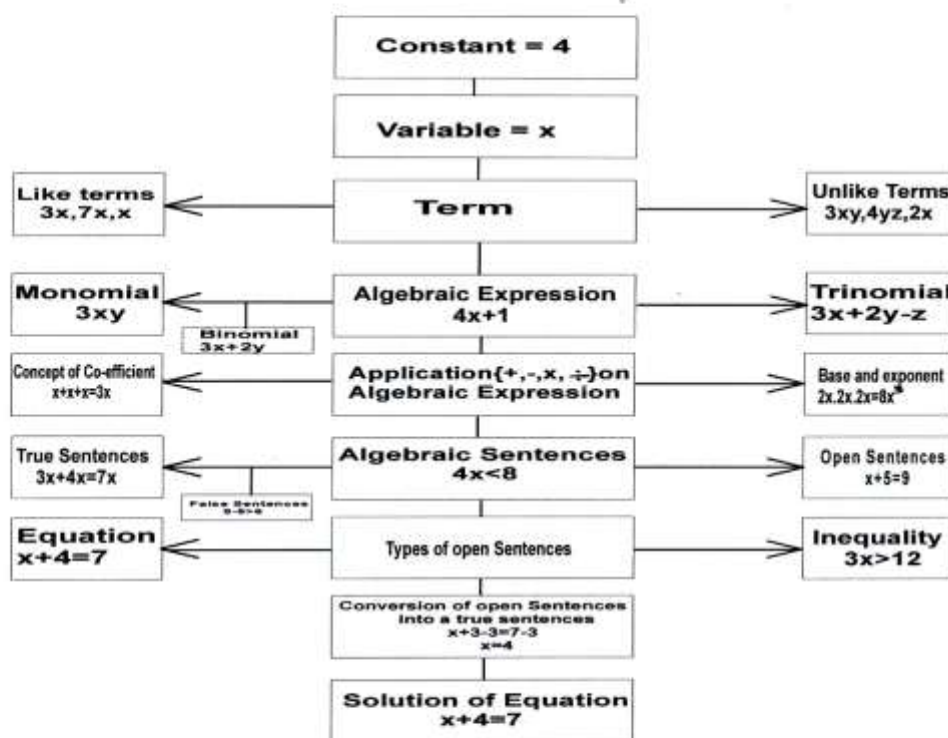 Constant = 4
Variable = x
Like terms
3x,7x,x
Term
Unlike Terms
3xy,4yz,2x
Monomial
3xy
Binomial
3x+2y
Algebraic Expression
4x+1
Trinomial
3x+2y-z
Concept of Co-efficient
x+x+x=3x
Application{+,-,x, ÷}on
Algebraic Expression
Base and exponent
2x.2x.2x=8x³
True Sentences
3x+4x=7x
False Sentences
Algebraic Sentences
4x<8
Open Sentences
x+5=9
Equation
x+4=7
Types of open Sentences
Inequality
3x>12
Conversion of open Sentences
into a true sentences
x+3-3=7-3
x=4
Solution of Equation
x+4=7